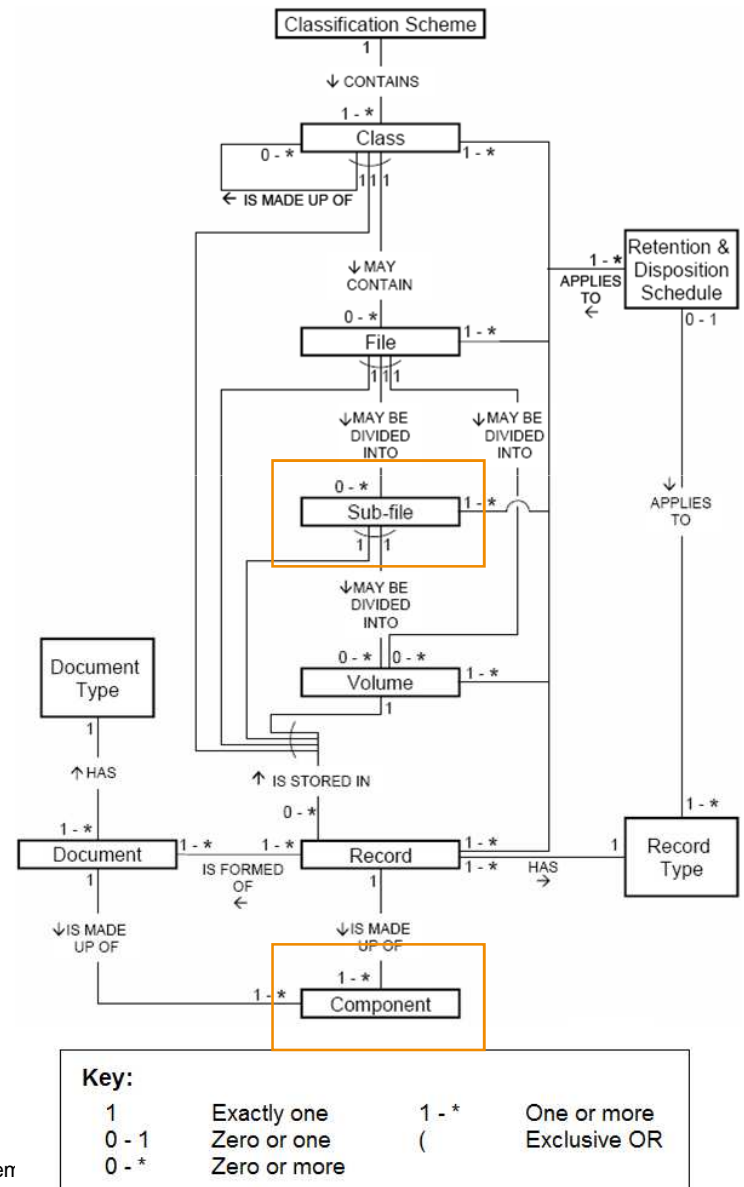 Classification Scheme
1
↓ CONTAINS
1 - *
Class
0 - *
1 - *
1 1 1
← IS MADE UP OF
↓ MAY
CONTAIN
0 - *
File
1 - *
1 1 1
1 - *
APPLIES
TO
←
Retention &
Disposition
Schedule
0 - 1
↓ MAY BE
DIVIDED
INTO
↓ MAY BE
DIVIDED
INTO
0 - *
Sub-file
1 - *
1 1
↓
APPLIES
TO
↓ MAY BE
DIVIDED
INTO
0 - * 0 - *
Volume
1 - *
1
Document
Type
1
↑ HAS
↑ IS STORED IN
0 - *
1 - *
Document
1 - *
1 - *
IS FORMED
OF
←
Record
1 - *
1 - *
HAS
→
1
1 - *
Record
Type
1
↓ IS MADE
UP OF
1
↓ IS MADE
UP OF
1 - *
1 - *
Component
Key:
1 Exactly one 1 - * One or more
0 - 1 Zero or one ( Exclusive OR
0 - * Zero or more